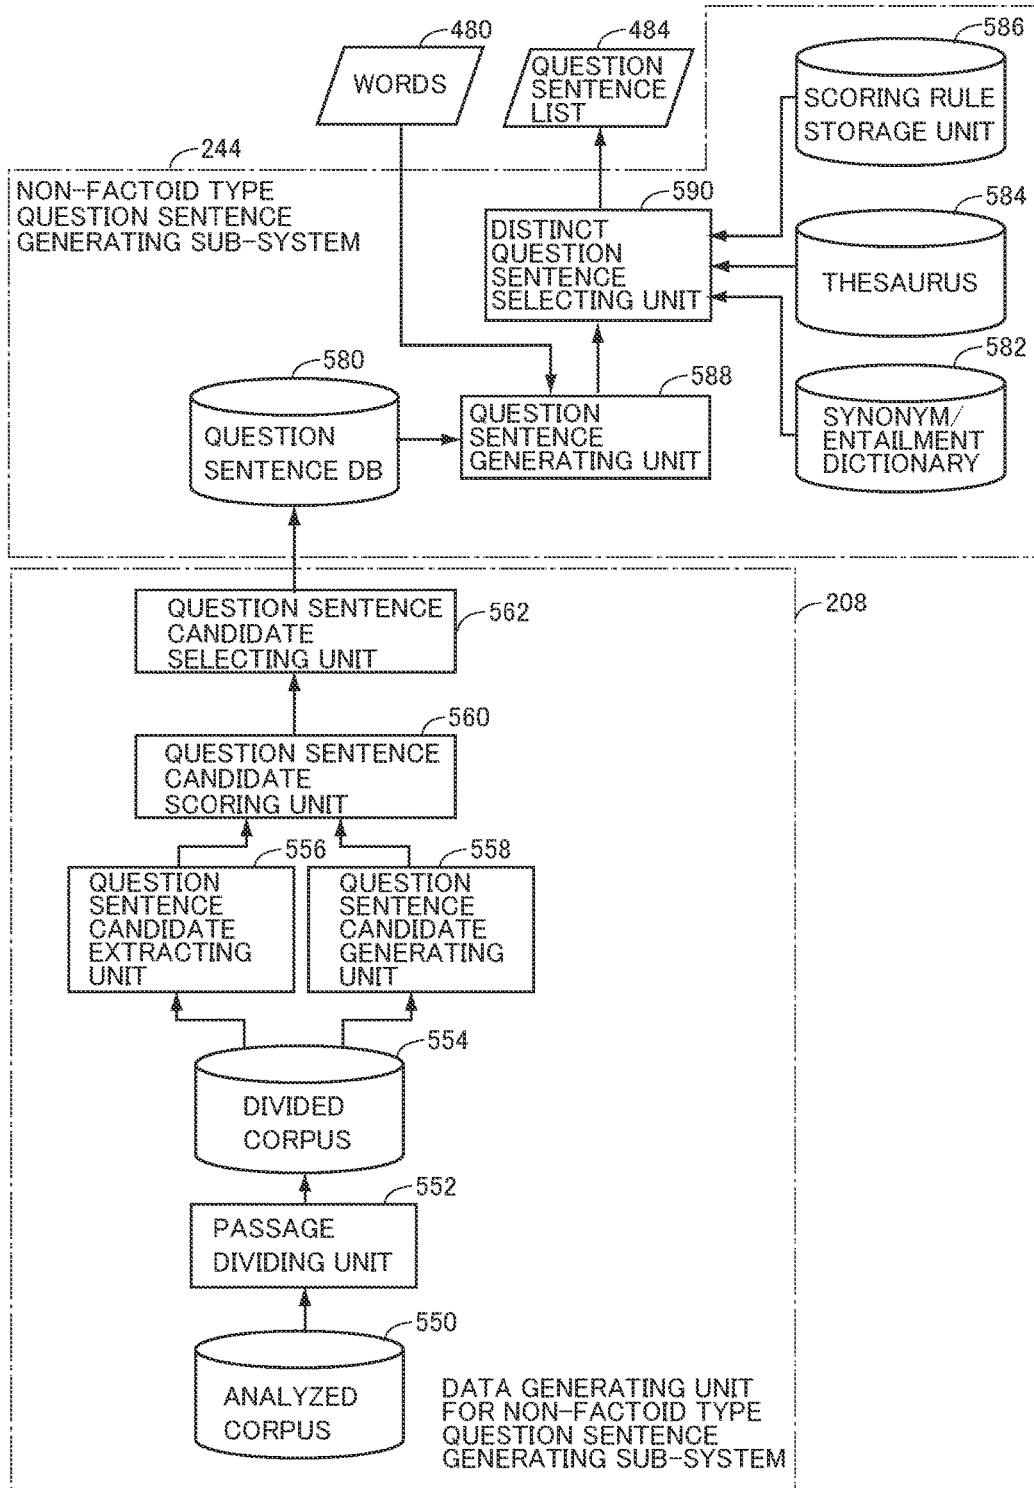 480
484
586
WORDS
QUESTION
SENTENCE
LIST
SCORING RULE
STORAGE UNIT
244
NON-FACTOID TYPE
QUESTION SENTENCE
GENERATING SUB-SYSTEM
590
DISTINCT
QUESTION
SENTENCE
SELECTING UNIT
584
THESAURUS
580
QUESTION
SENTENCE DB
588
QUESTION
SENTENCE
GENERATING UNIT
582
SYNONYM/
ENTAILMENT
DICTIONARY
QUESTION SENTENCE
CANDIDATE
SELECTING UNIT
562
208
560
QUESTION SENTENCE
CANDIDATE
SCORING UNIT
556
QUESTION
SENTENCE
CANDIDATE
EXTRACTING
UNIT
558
QUESTION
SENTENCE
CANDIDATE
GENERATING
UNIT
554
DIVIDED
CORPUS
552
PASSAGE
DIVIDING UNIT
550
ANALYZED
CORPUS
DATA GENERATING UNIT
FOR NON-FACTOID TYPE
QUESTION SENTENCE
GENERATING SUB-SYSTEM